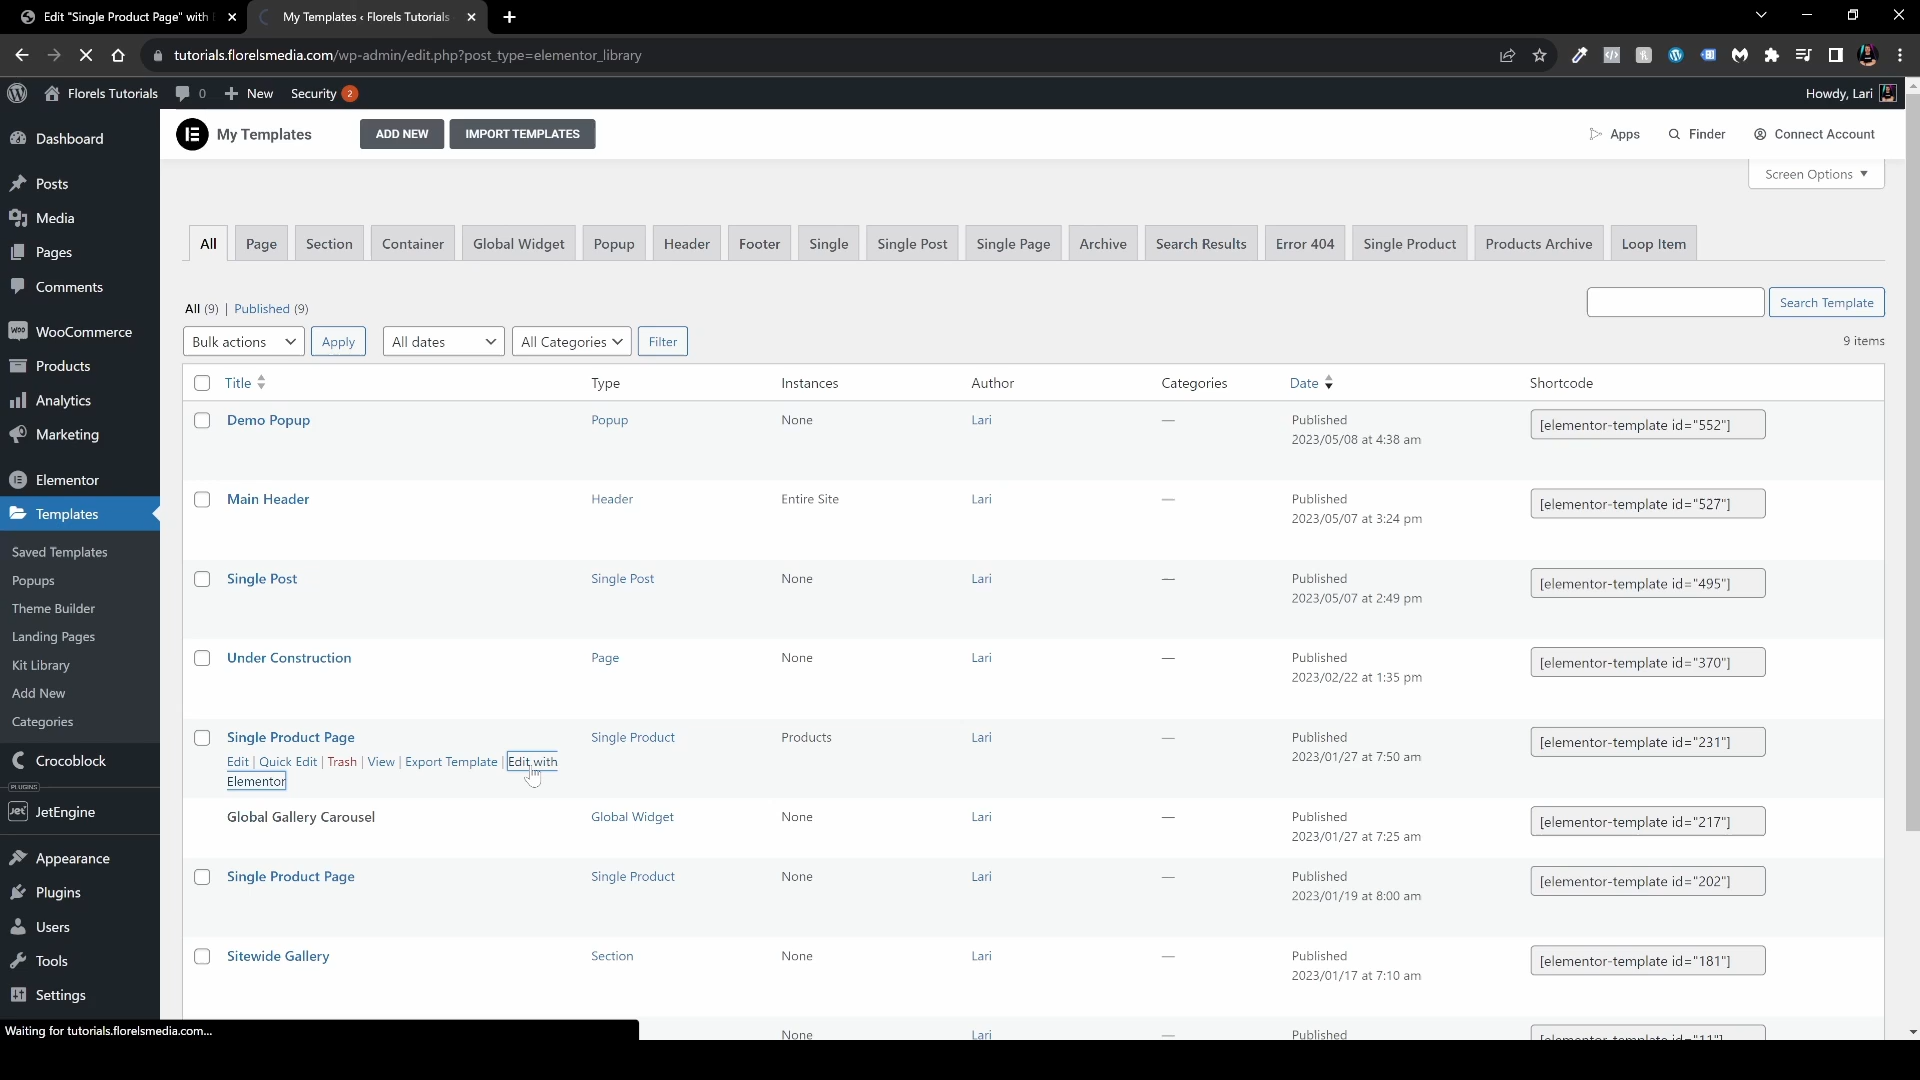 Edit "Single Product Page" with
My Templates ‹ Florels Tutorials
tutorials.florelsmedia.com/wp-admin/edit.php?post_type=elementor_library
Florels Tutorials
0
New
Security 2
Howdy, Lari
My Templates
ADD NEW
IMPORT TEMPLATES
Apps
Finder
Connect Account
Screen Options
Dashboard
Posts
Media
Pages
Comments
WooCommerce
Products
Analytics
Marketing
Elementor
Templates
Saved Templates
Popups
Theme Builder
Landing Pages
Kit Library
Add New
Categories
Crocoblock
PLUGINS
JetEngine
Appearance
Plugins
Users
Tools
Settings
All Page Section Container Global Widget Popup Header Footer Single Single Post Single Page Archive Search Results Error 404 Single Product Products Archive Loop Item
All (9) | Published (9)
Search Template
Bulk actions Apply All dates All Categories Filter
9 items
Title Type Instances Author Categories Date Shortcode
Demo Popup Popup None Lari — Published [elementor-template id="552"]
2023/05/08 at 4:38 am
Main Header Header Entire Site Lari — Published [elementor-template id="527"]
2023/05/07 at 3:24 pm
Single Post Single Post None Lari — Published [elementor-template id="495"]
2023/05/07 at 2:49 pm
Under Construction Page None Lari — Published [elementor-template id="370"]
2023/02/22 at 1:35 pm
Single Product Page Single Product Products Lari — Published [elementor-template id="231"]
Edit | Quick Edit | Trash | View | Export Template | Edit with
2023/01/27 at 7:50 am
Elementor
Global Gallery Carousel Global Widget None Lari — Published [elementor-template id="217"]
2023/01/27 at 7:25 am
Single Product Page Single Product None Lari — Published [elementor-template id="202"]
2023/01/19 at 8:00 am
Sitewide Gallery Section None Lari — Published [elementor-template id="181"]
2023/01/17 at 7:10 am
None Lari — Published [elementor-template id="11"]
Waiting for tutorials.florelsmedia.com...